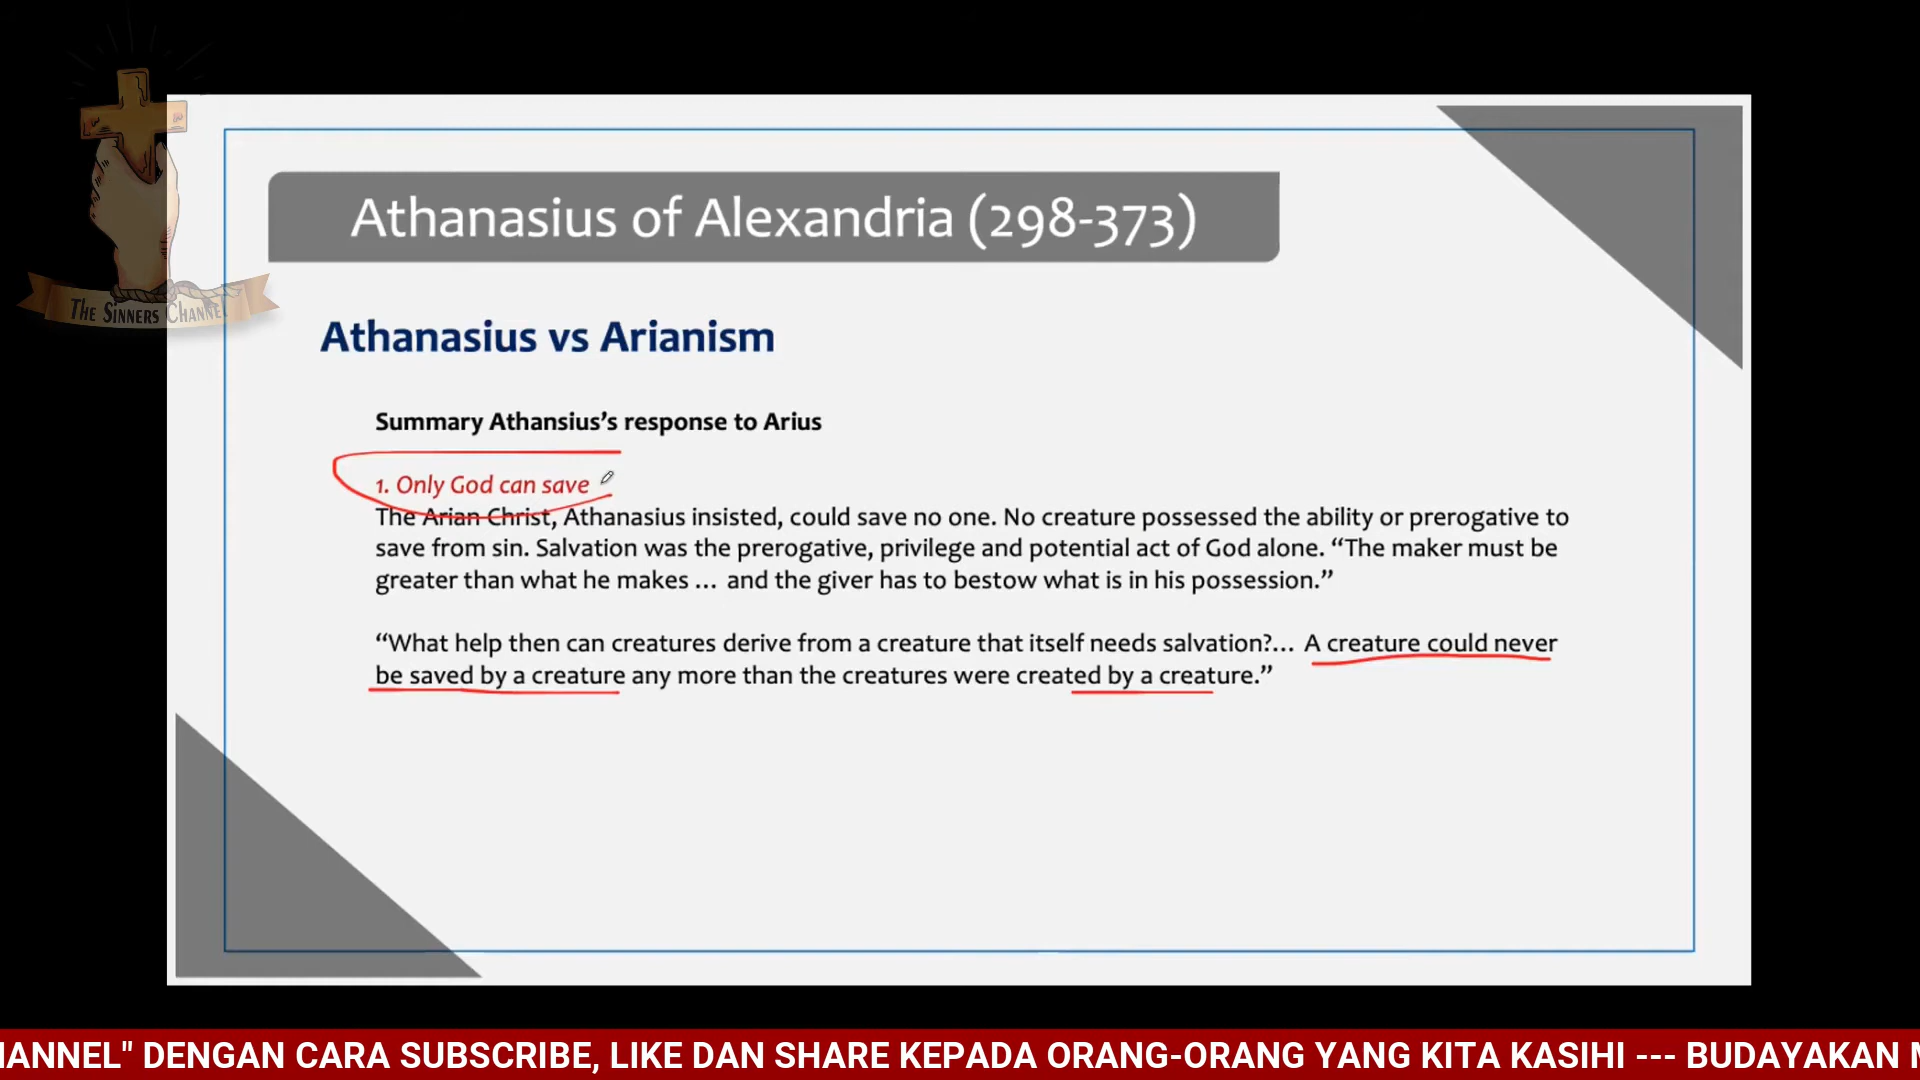 THE SINNERS CHANNEL
Athanasius of Alexandria (298-373)
Athanasius vs Arianism
Summary Athansius’s response to Arius
1. Only God can save
The Arian Christ, Athanasius insisted, could save no one. No creature possessed the ability or prerogative to
save from sin. Salvation was the prerogative, privilege and potential act of God alone. “The maker must be
greater than what he makes … and the giver has to bestow what is in his possession.”
“What help then can creatures derive from a creature that itself needs salvation?… A creature could never
be saved by a creature any more than the creatures were created by a creature.”
HANNEL" DENGAN CARA SUBSCRIBE, LIKE DAN SHARE KEPADA ORANG-ORANG YANG KITA KASIHI --- BUDAYAKAN